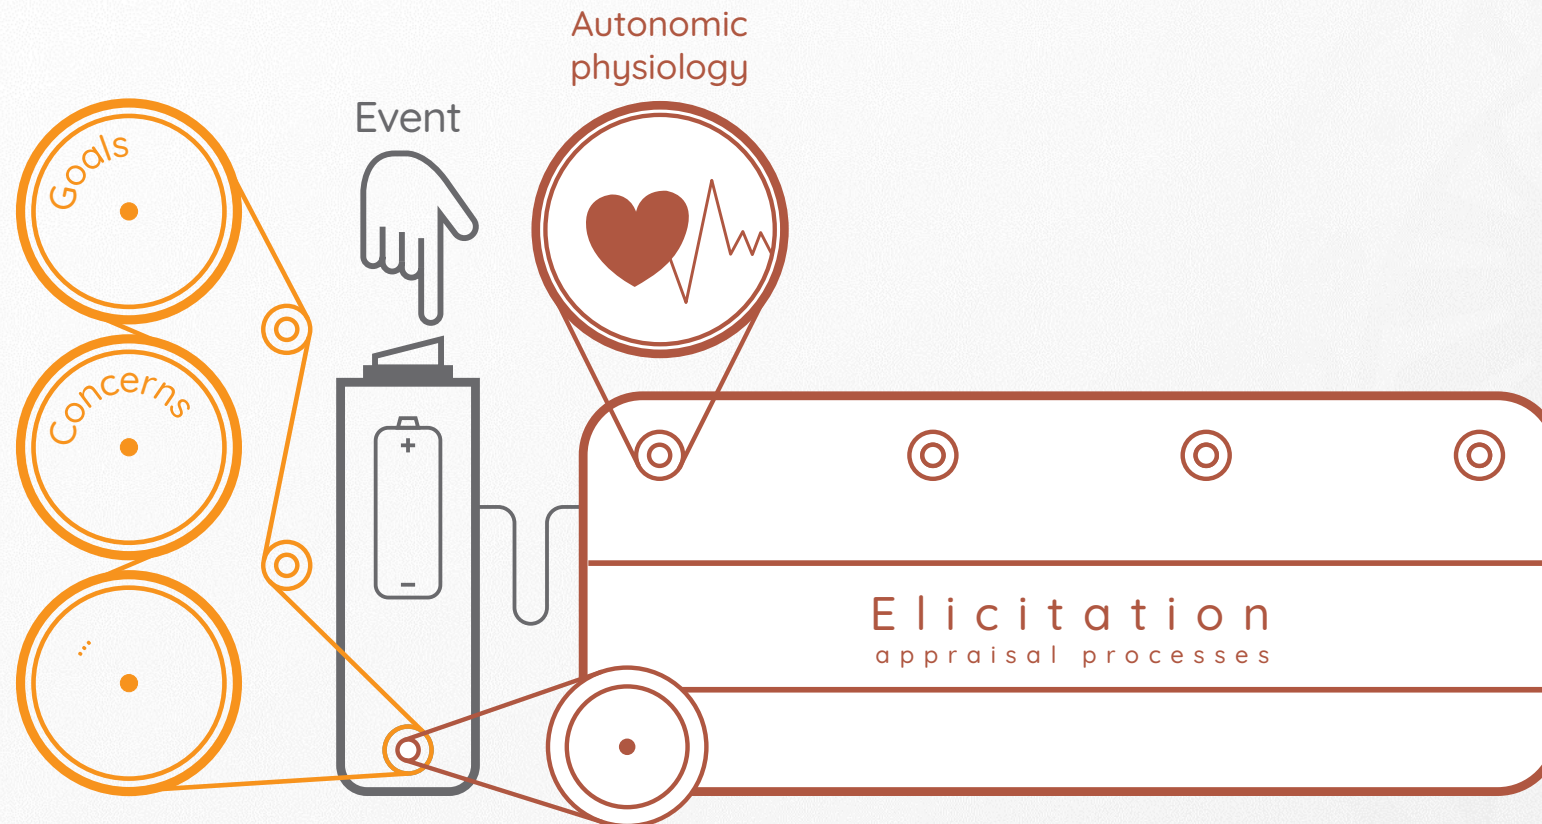 Autonomic
physiology
Event
Goals
Concerns
...
+
-
Elicitation
appraisal processes